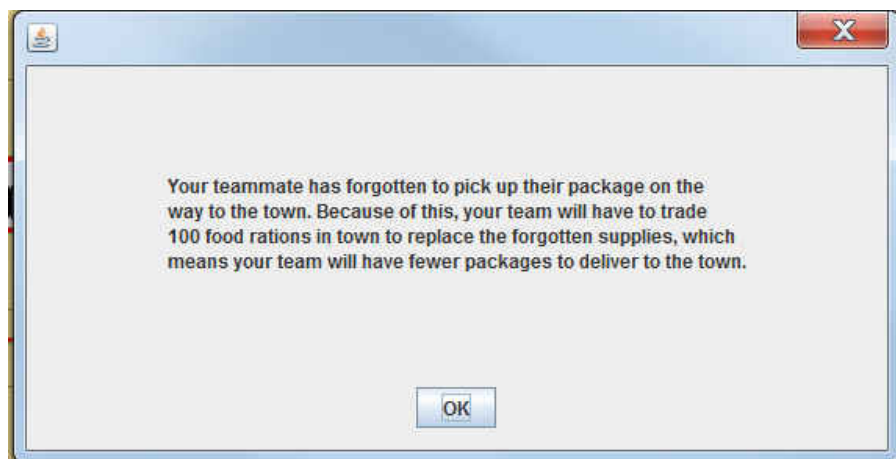 Your teammate has forgotten to pick up their package on the
way to the town. Because of this, your team will have to trade
100 food rations in town to replace the forgotten supplies, which
means your team will have fewer packages to deliver to the town.
OK